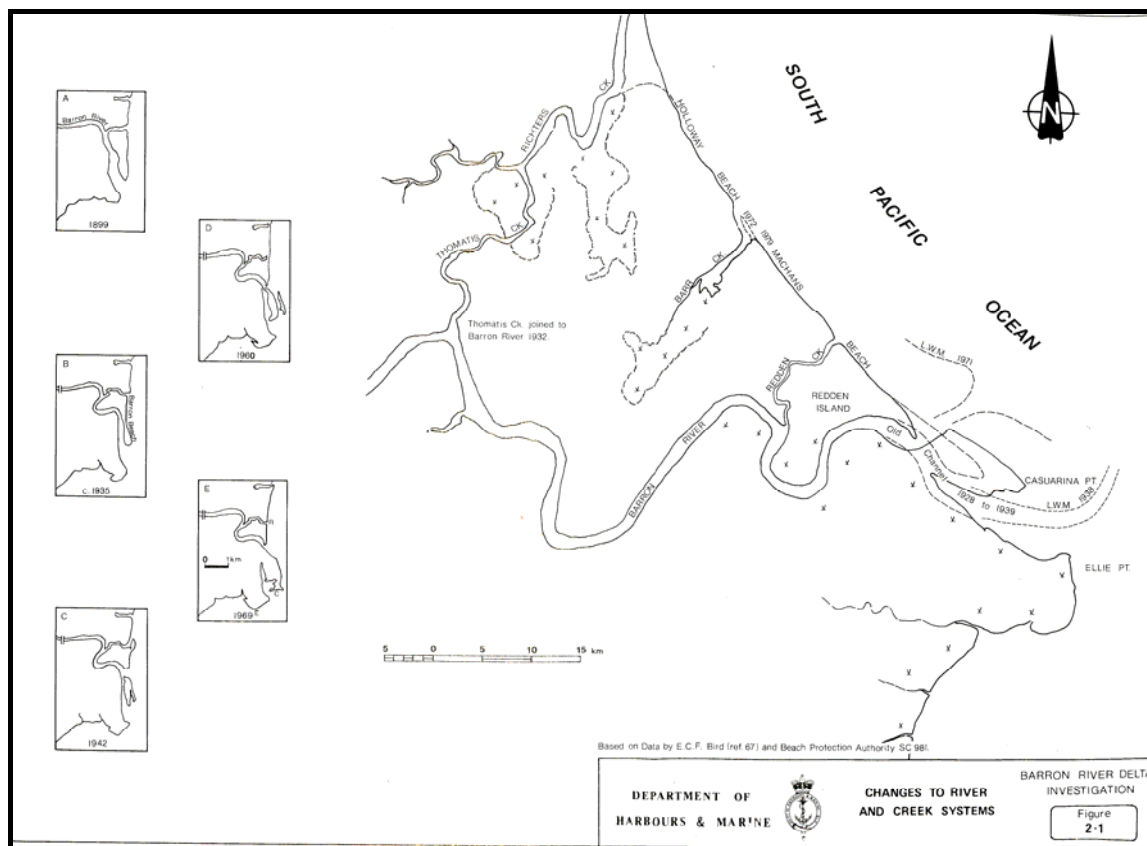 A
Barron River
1899
D
1960
B
Barron Beach
c. 1935
E
R
0 1km
C
E
1969
C
1942
N
SOUTH
PACIFIC
OCEAN
RICHTERS CK
HOLLOWAY
BEACH
THOMATIS CK
1972 1979
MACHANS
BEACH
BARR CK
Thomatis Ck. joined to
Barron River 1932.
REDDEN CK
REDDEN
ISLAND
L.W.M. 1971
BARRON RIVER
Old
Channel
1928 to 1939
CASUARINA PT.
L.W.M. 1938
ELLIE PT.
5 0 5 10 15 km
Based on Data by E.C.F. Bird (ref. 67) and Beach Protection Authority SC 981.
DEPARTMENT OF
HARBOURS & MARINE
CHANGES TO RIVER
AND CREEK SYSTEMS
BARRON RIVER DELTA
INVESTIGATION
Figure
2-1